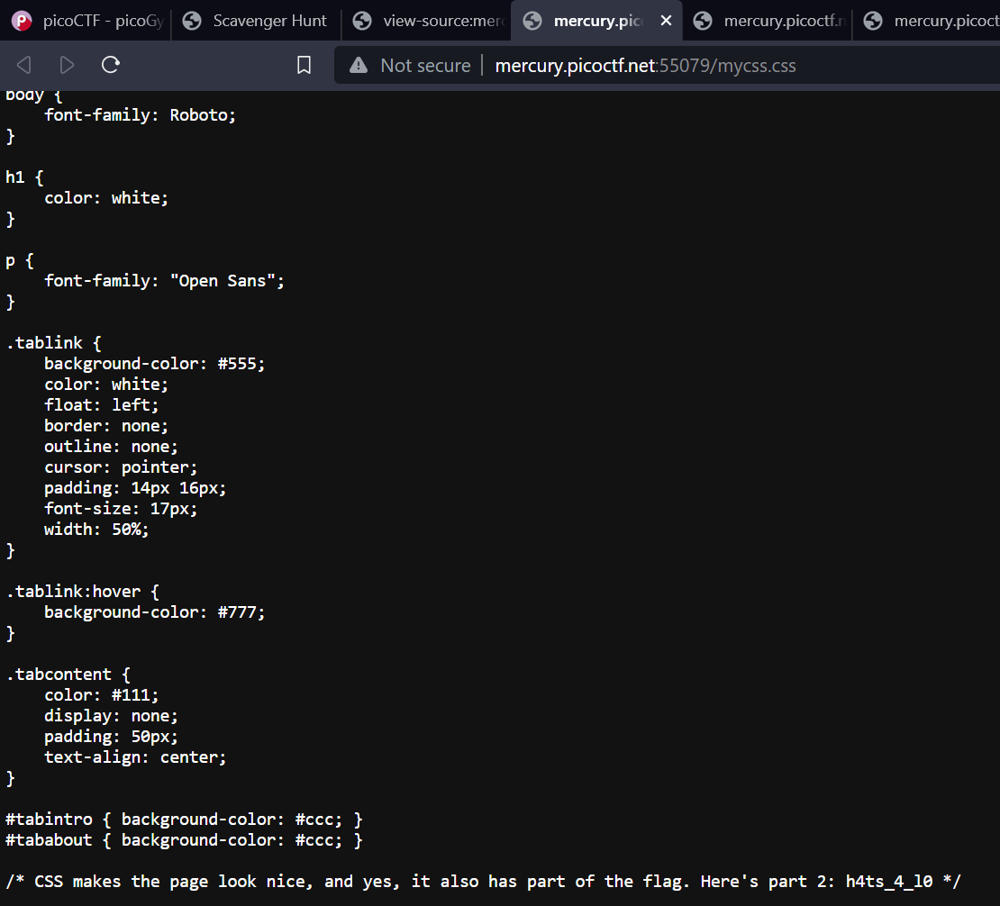 picoCTF - picoGy
Scavenger Hunt
view-source:merc
mercury.pic
mercury.picoctf.n
mercury.picoct
Not secure
mercury.picoctf.net:55079/mycss.css
body {
    font-family: Roboto;
}
h1 {
    color: white;
}
p {
    font-family: "Open Sans";
}
.tablink {
    background-color: #555;
    color: white;
    float: left;
    border: none;
    outline: none;
    cursor: pointer;
    padding: 14px 16px;
    font-size: 17px;
    width: 50%;
}
.tablink:hover {
    background-color: #777;
}
.tabcontent {
    color: #111;
    display: none;
    padding: 50px;
    text-align: center;
}
#tabintro { background-color: #ccc; }
#tababout { background-color: #ccc; }
/* CSS makes the page look nice, and yes, it also has part of the flag. Here's part 2: h4ts_4_l0 */